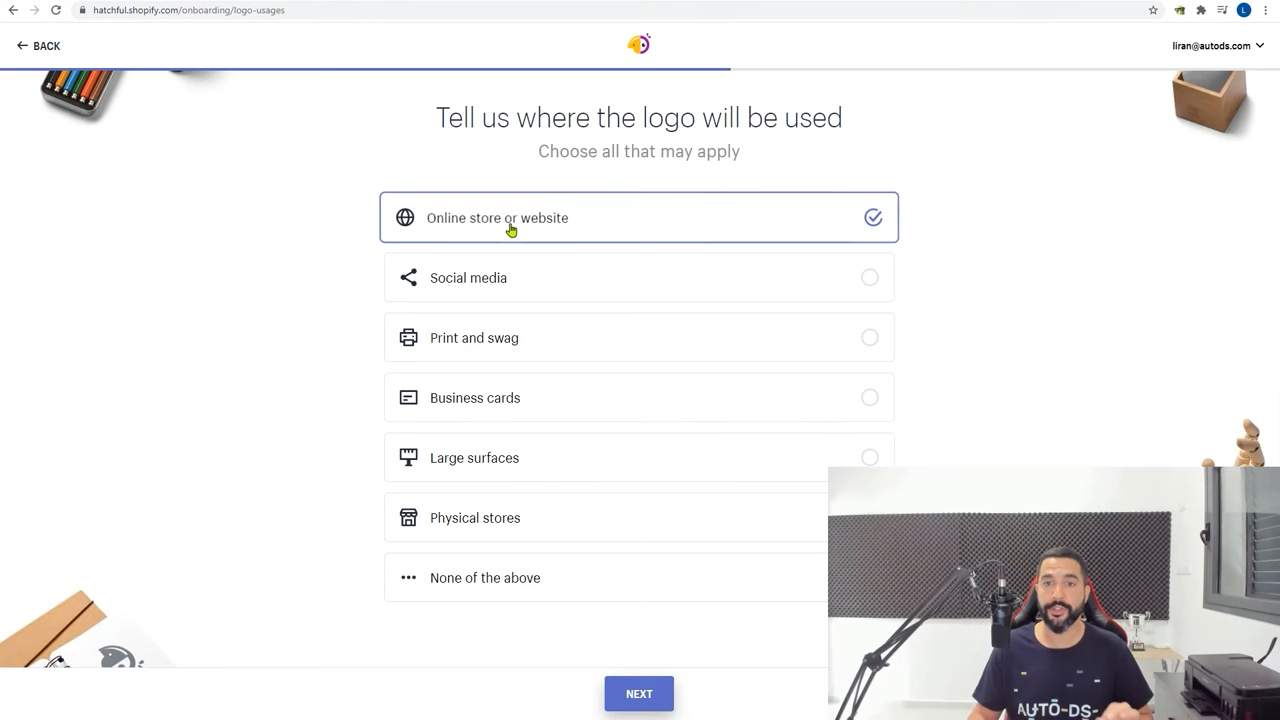 hatchful.shopify.com/onboarding/logo-usages
L
BACK
liran@autods.com
Tell us where the logo will be used
Choose all that may apply
Online store or website
Social media
Print and swag
Business cards
Large surfaces
Physical stores
None of the above
NEXT
AUTO-DS-